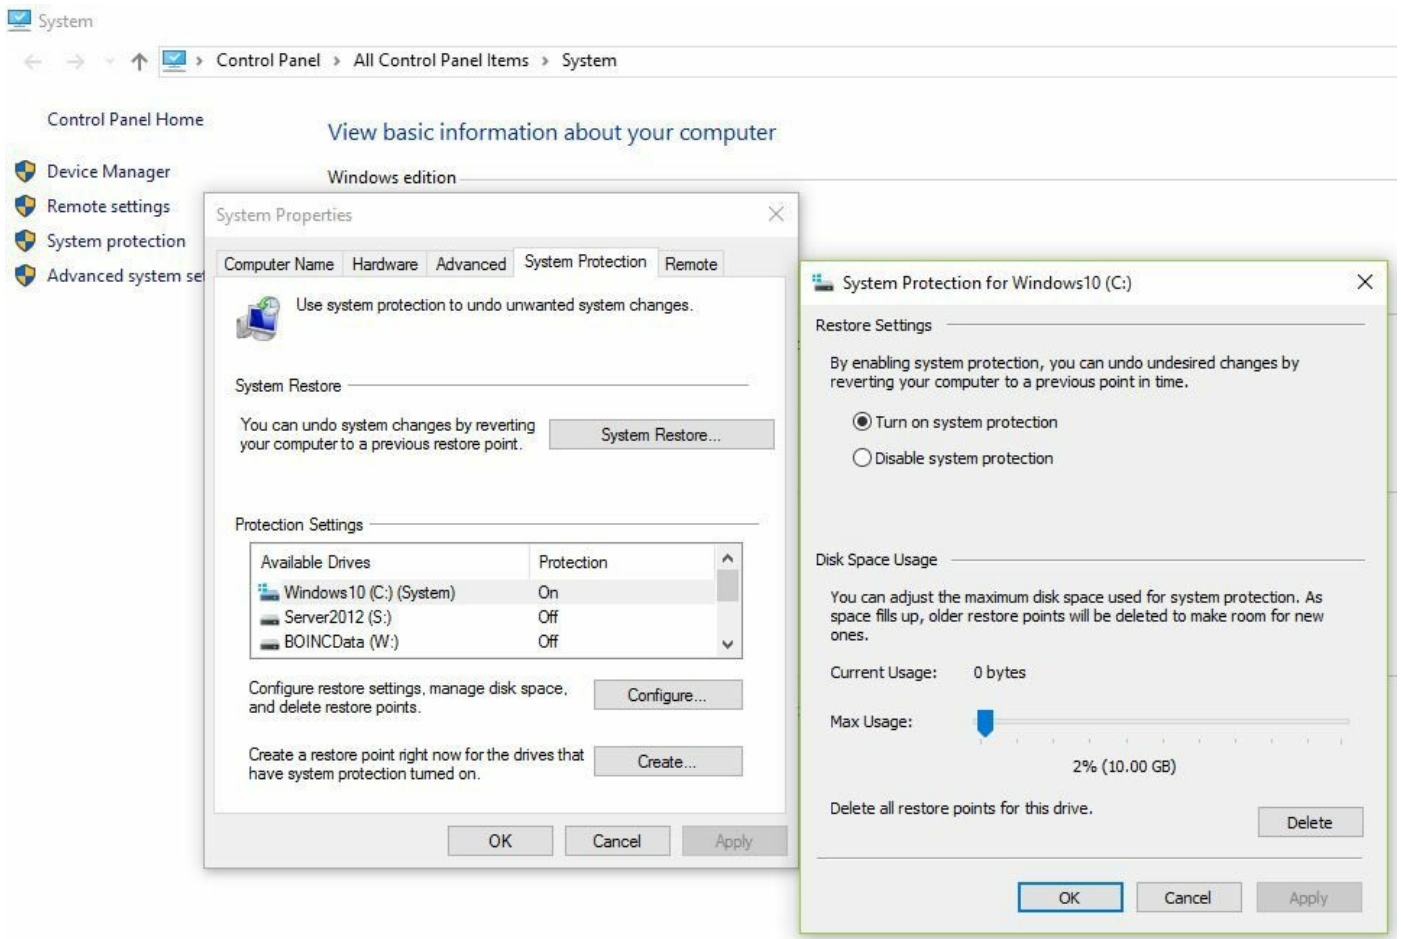 System
Control Panel > All Control Panel Items > System
Control Panel Home
Device Manager
Remote settings
System protection
Advanced system set
View basic information about your computer
Windows edition
System Properties
Computer Name
Hardware
Advanced
System Protection
Remote
Use system protection to undo unwanted system changes.
System Restore
You can undo system changes by reverting
your computer to a previous restore point.
System Restore...
Protection Settings
Available Drives Protection
Windows10 (C:) (System) On
Server2012 (S:) Off
BOINCData (W:) Off
Configure restore settings, manage disk space,
and delete restore points.
Configure...
Create a restore point right now for the drives that
have system protection turned on.
Create...
OK
Cancel
Apply
System Protection for Windows10 (C:)
Restore Settings
By enabling system protection, you can undo undesired changes by
reverting your computer to a previous point in time.
Turn on system protection
Disable system protection
Disk Space Usage
You can adjust the maximum disk space used for system protection. As
space fills up, older restore points will be deleted to make room for new
ones.
Current Usage: 0 bytes
Max Usage:
2% (10.00 GB)
Delete all restore points for this drive.
Delete
OK
Cancel
Apply